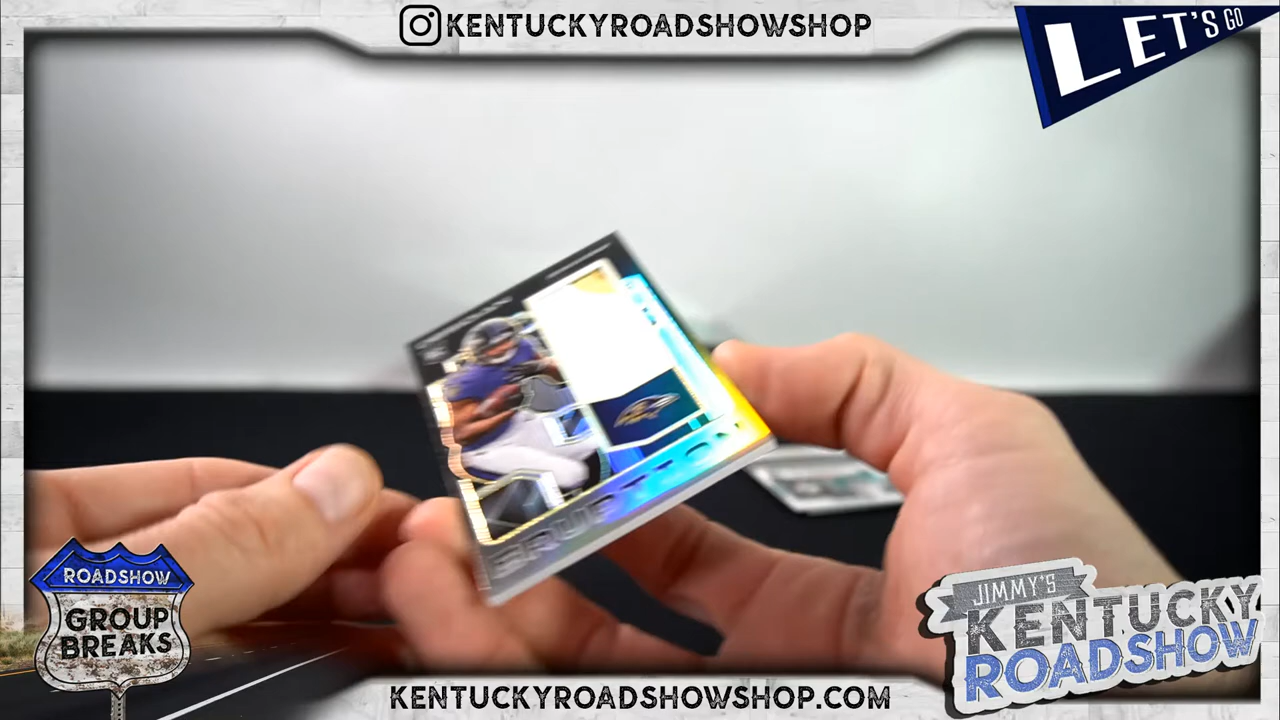 KENTUCKYROADSHOWSHOP
LET'S GO
ROADSHOW
GROUP
BREAKS
JIMMY'S
KENTUCKY
ROADSHOW
KENTUCKYROADSHOWSHOP.COM